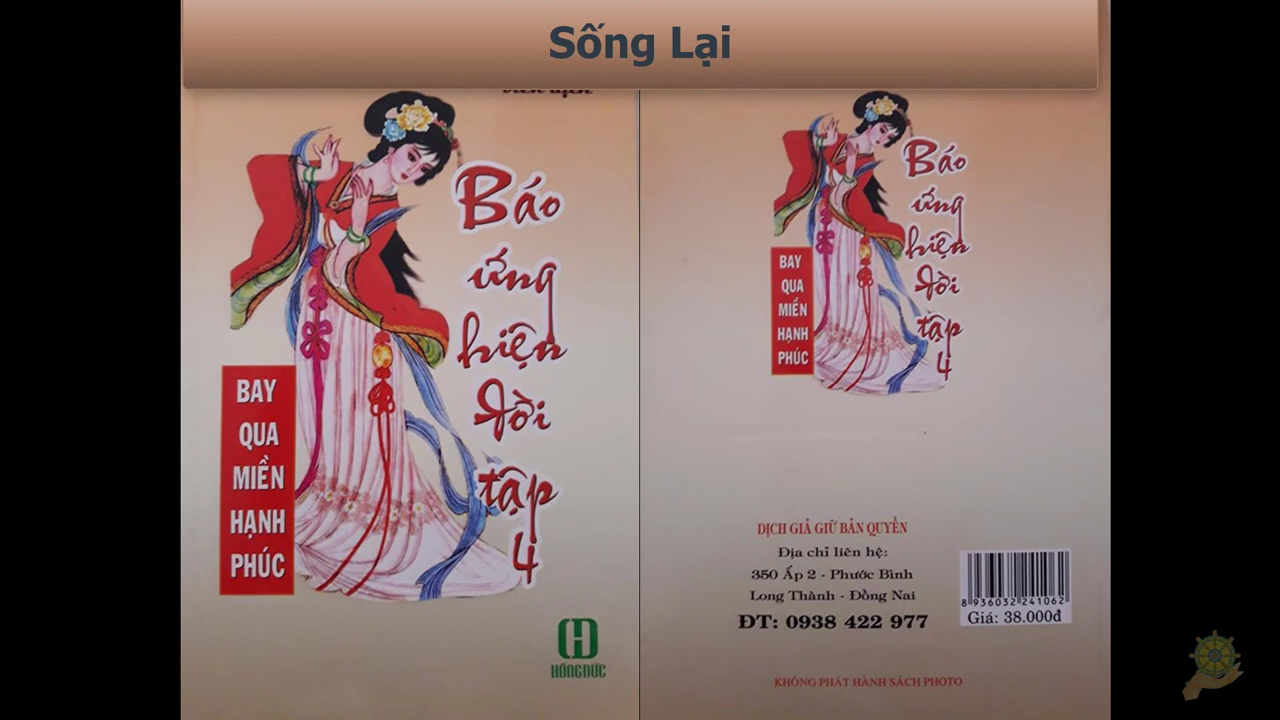 Sống Lại
Báo
ứng
hiện
đời
tập
4
BAY
QUA
MIỀN
HẠNH
PHÚC
HỒNG ĐỨC
Báo
ứng
hiện
đời
tập
4
BAY
QUA
MIỀN
HẠNH
PHÚC
DỊCH GIẢ GIỮ BẢN QUYỀN
Địa chỉ liên hệ:
350 Ấp 2 - Phước Bình
Long Thành - Đồng Nai
ĐT: 0938 422 977
8 936032 241062
Giá: 38.000đ
KHÔNG PHÁT HÀNH SÁCH PHOTO